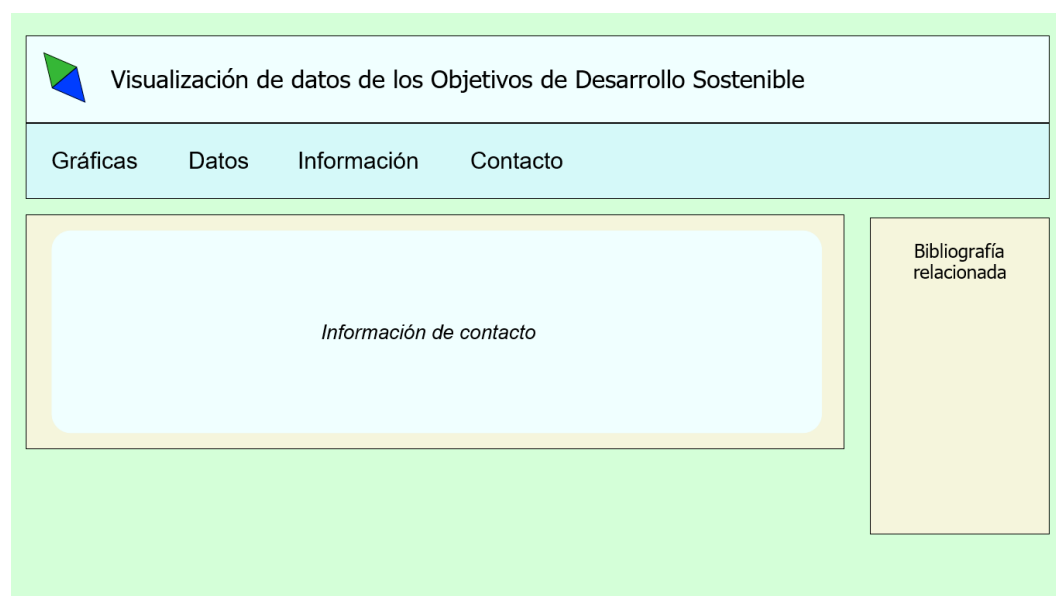 Visualización de datos de los Objetivos de Desarrollo Sostenible
Gráficas Datos Información Contacto
Información de contacto
Bibliografía
relacionada